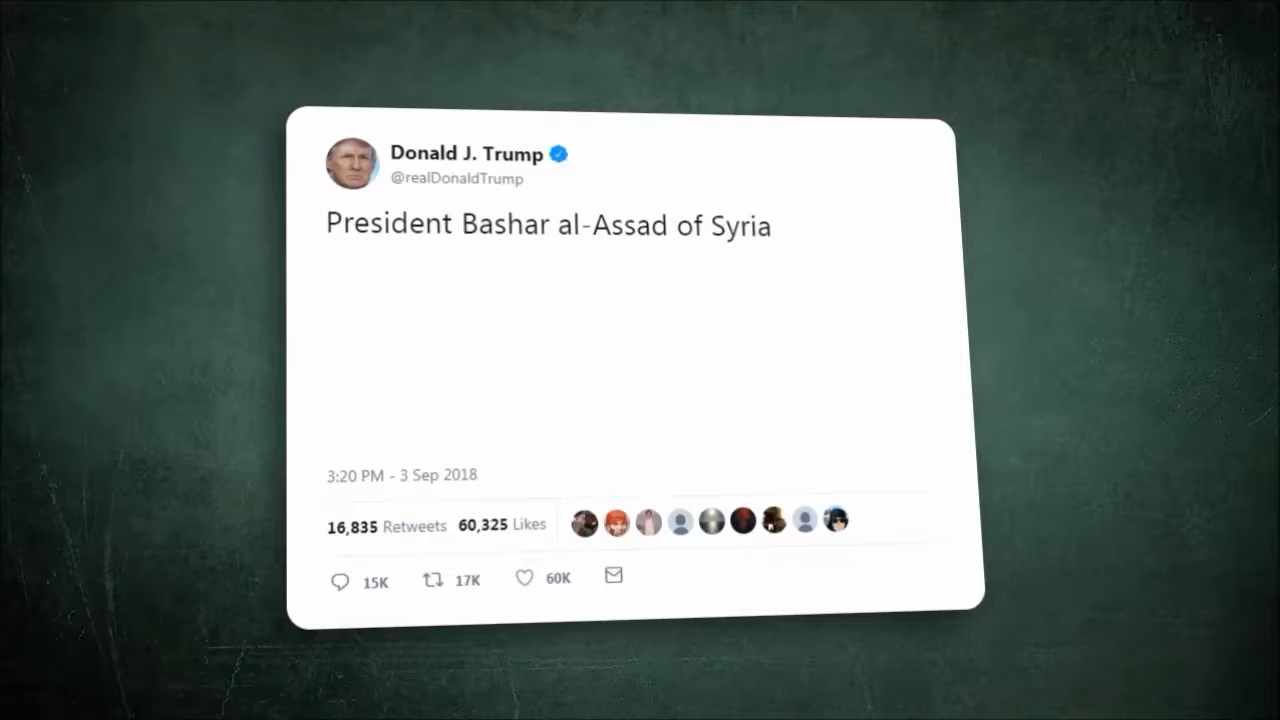 Donald J. Trump
@realDonaldTrump
President Bashar al-Assad of Syria
3:20 PM - 3 Sep 2018
16,835 Retweets 60,325 Likes
15K 17K 60K